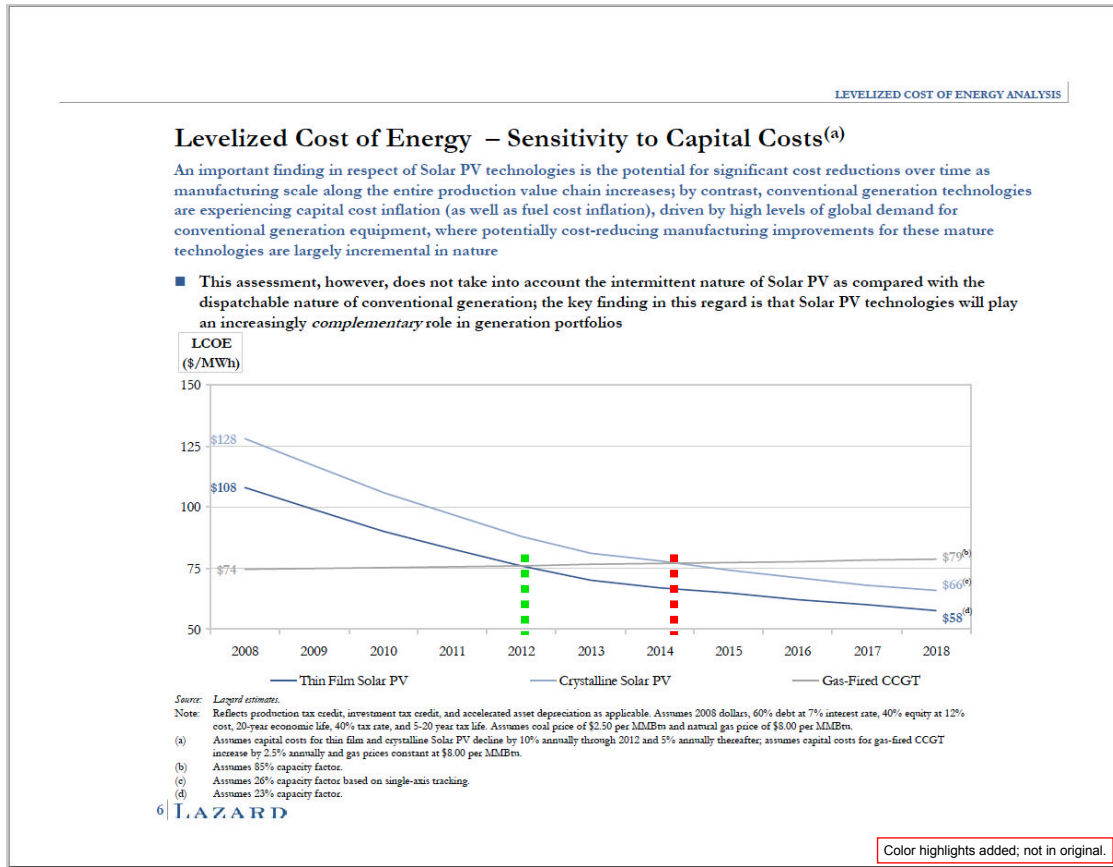 LEVELIZED COST OF ENERGY ANALYSIS
Levelized Cost of Energy – Sensitivity to Capital Costs(a)
An important finding in respect of Solar PV technologies is the potential for significant cost reductions over time as
manufacturing scale along the entire production value chain increases; by contrast, conventional generation technologies
are experiencing capital cost inflation (as well as fuel cost inflation), driven by high levels of global demand for
conventional generation equipment, where potentially cost-reducing manufacturing improvements for these mature
technologies are largely incremental in nature
This assessment, however, does not take into account the intermittent nature of Solar PV as compared with the
dispatchable nature of conventional generation; the key finding in this regard is that Solar PV technologies will play
an increasingly complementary role in generation portfolios
LCOE
($/MWh)
150
125
100
75
50
$128
$108
$74
$79(b)
$66(c)
$58(d)
2008 2009 2010 2011 2012 2013 2014 2015 2016 2017 2018
Thin Film Solar PV Crystalline Solar PV Gas-Fired CCGT
Source: Lazard estimates.
Note: Reflects production tax credit, investment tax credit, and accelerated asset depreciation as applicable. Assumes 2008 dollars, 60% debt at 7% interest rate, 40% equity at 12%
cost, 20-year economic life, 40% tax rate, and 5-20 year tax life. Assumes coal price of $2.50 per MMBtu and natural gas price of $8.00 per MMBtu.
(a) Assumes capital costs for thin film and crystalline Solar PV decline by 10% annually through 2012 and 5% annually thereafter; assumes capital costs for gas-fired CCGT
increase by 2.5% annually and gas prices constant at $8.00 per MMBtu.
(b) Assumes 85% capacity factor.
(c) Assumes 26% capacity factor based on single-axis tracking.
(d) Assumes 23% capacity factor.
6 LAZARD
Color highlights added; not in original.